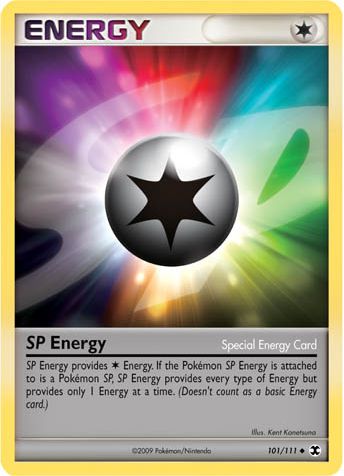 ENERGY
SP Energy
Special Energy Card
SP Energy provides ✶ Energy. If the Pokémon SP Energy is attached
to is a Pokémon SP, SP Energy provides every type of Energy but
provides only 1 Energy at a time. (Doesn't count as a basic Energy
card.)
Illus. Kent Kanetsuna
©2009 Pokémon/Nintendo
101/111